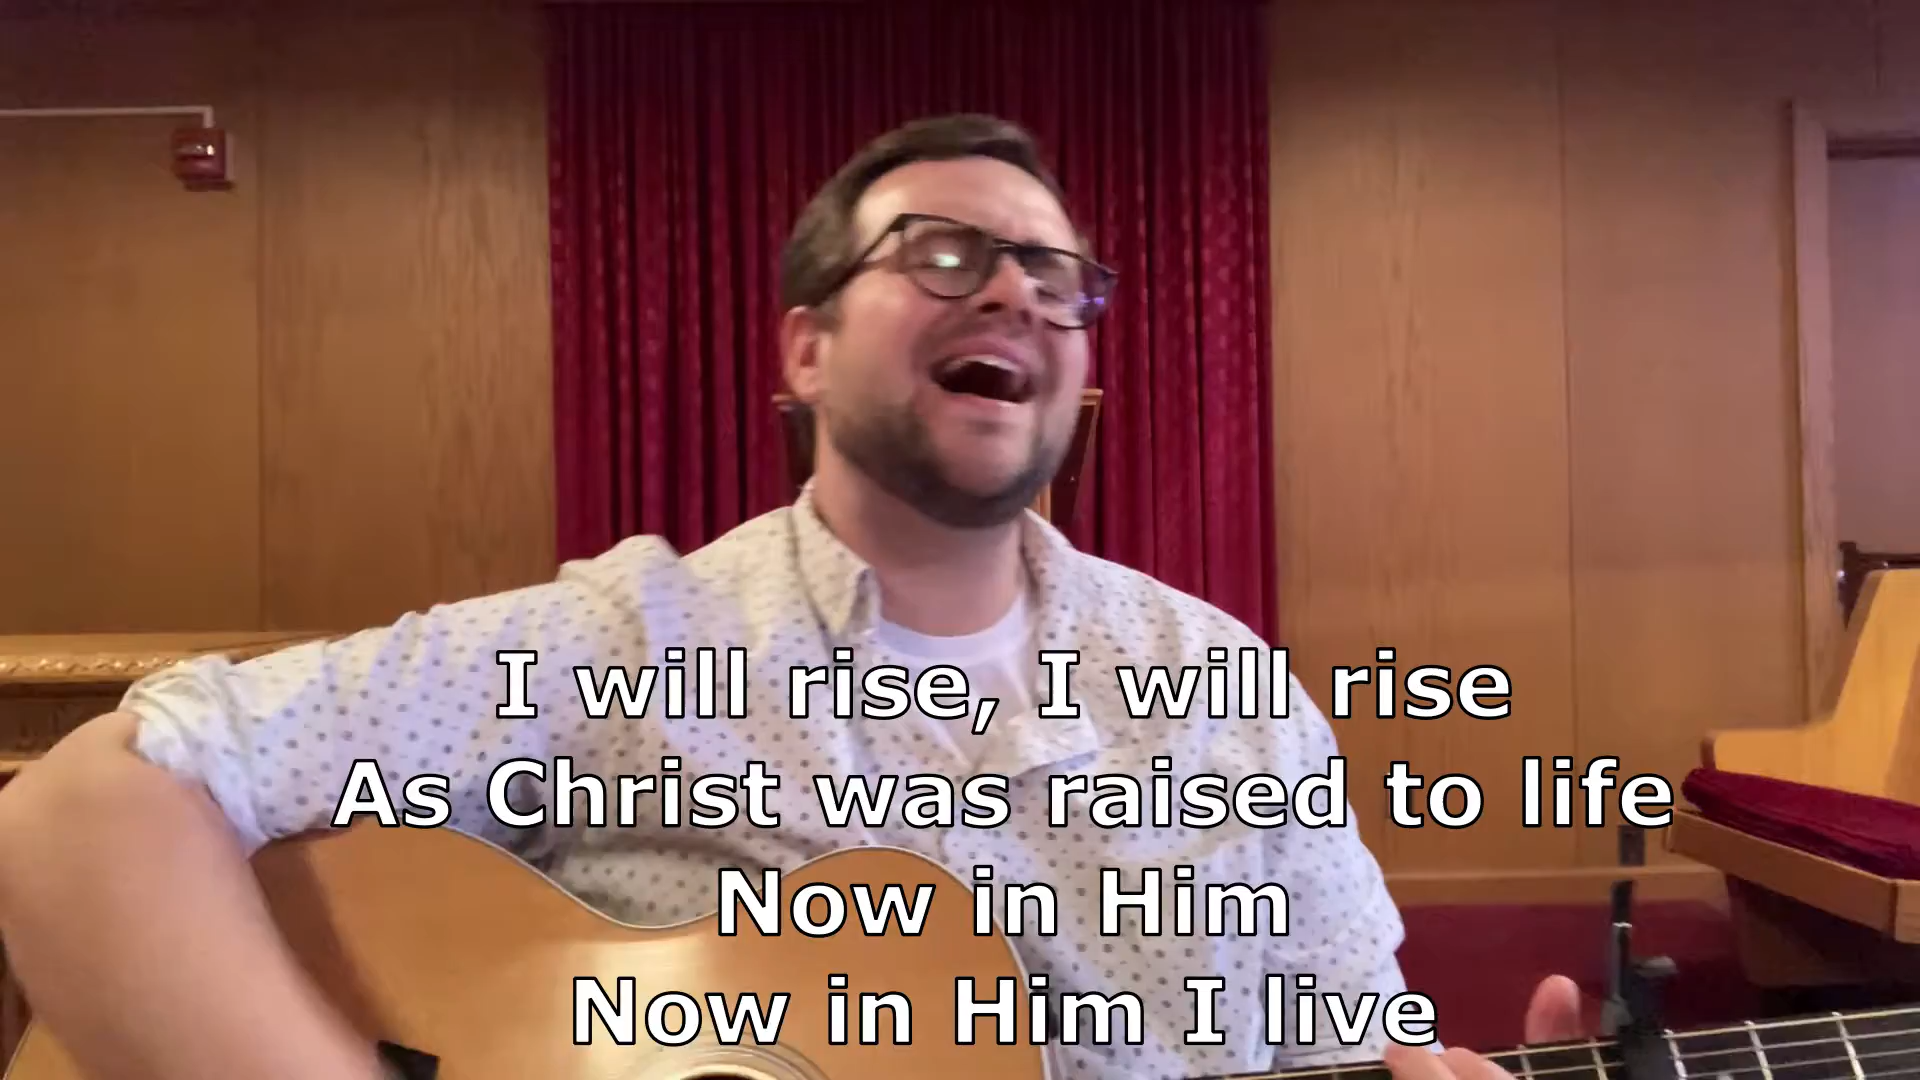 I will rise, I will rise
As Christ was raised to life
Now in Him
Now in Him I live